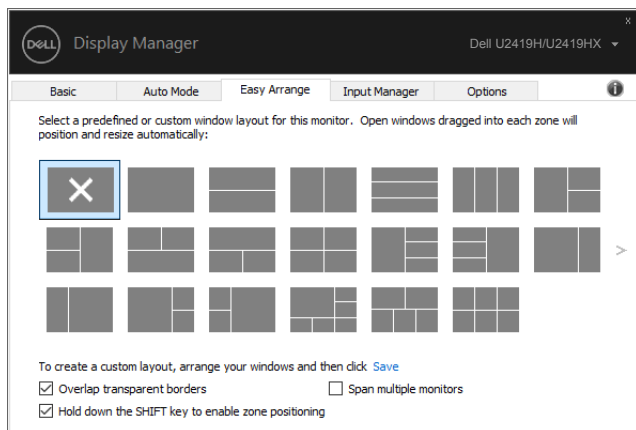 DELL Display Manager
Dell U2419H/U2419HX
Basic Auto Mode Easy Arrange Input Manager Options
Select a predefined or custom window layout for this monitor. Open windows dragged into each zone will
position and resize automatically:
To create a custom layout, arrange your windows and then click Save
Overlap transparent borders
Span multiple monitors
Hold down the SHIFT key to enable zone positioning